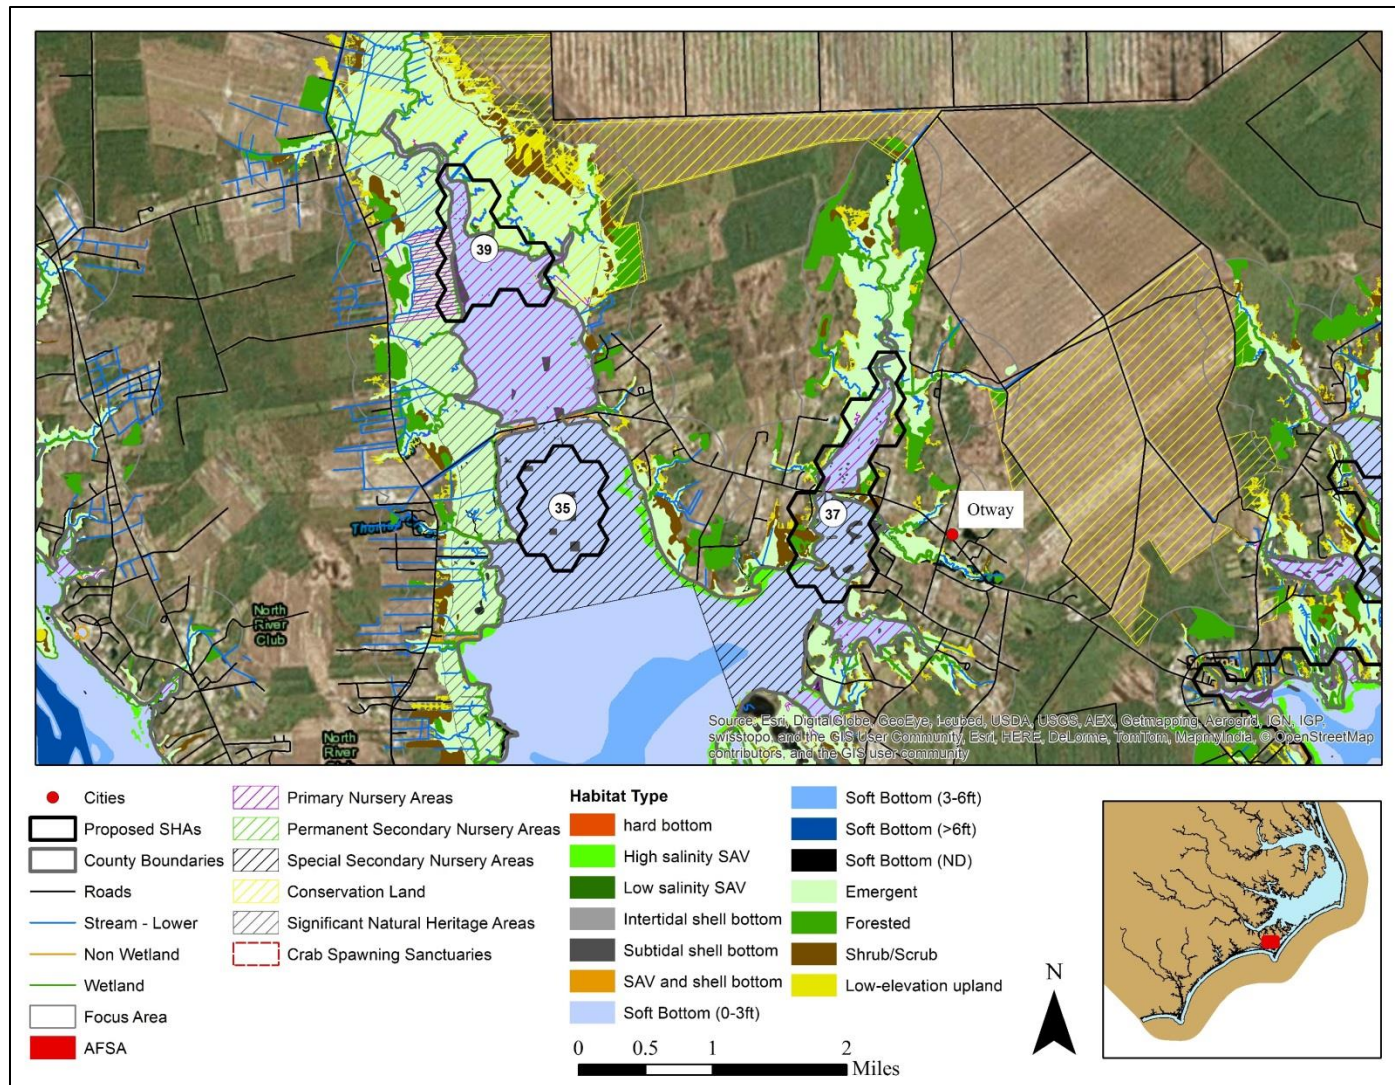 39
35
37
Otway
North
River
Club
North
River
Club
Source: Esri, DigitalGlobe, GeoEye, i-cubed, USDA, USGS, AEX, Getmapping, Aerogrid, IGN, IGP,
swisstopo, and the GIS User Community, Esri, HERE, DeLorme, TomTom, MapmyIndia, © OpenStreetMap
contributors, and the GIS user community
Cities
Proposed SHAs
County Boundaries
Roads
Stream - Lower
Non Wetland
Wetland
Focus Area
AFSA
Primary Nursery Areas
Permanent Secondary Nursery Areas
Special Secondary Nursery Areas
Conservation Land
Significant Natural Heritage Areas
Crab Spawning Sanctuaries
Habitat Type
hard bottom
High salinity SAV
Low salinity SAV
Intertidal shell bottom
Subtidal shell bottom
SAV and shell bottom
Soft Bottom (0-3ft)
Soft Bottom (3-6ft)
Soft Bottom (>6ft)
Soft Bottom (ND)
Emergent
Forested
Shrub/Scrub
Low-elevation upland
0 0.5 1 2
Miles
N